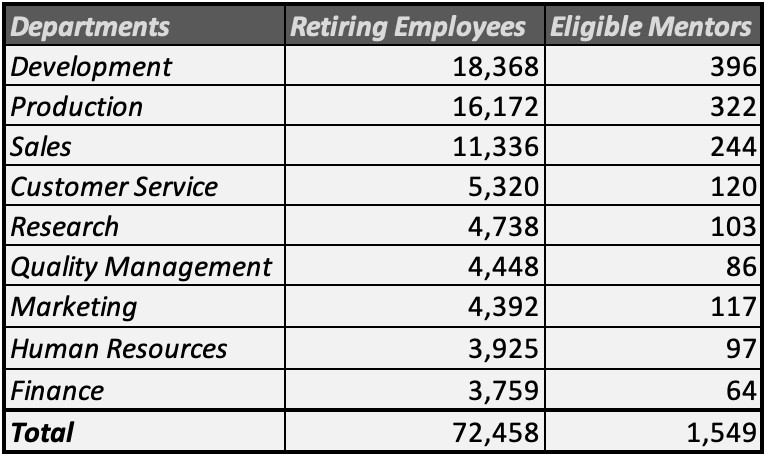 Departments Retiring Employees Eligible Mentors
Development 18,368 396
Production 16,172 322
Sales 11,336 244
Customer Service 5,320 120
Research 4,738 103
Quality Management 4,448 86
Marketing 4,392 117
Human Resources 3,925 97
Finance 3,759 64
Total 72,458 1,549